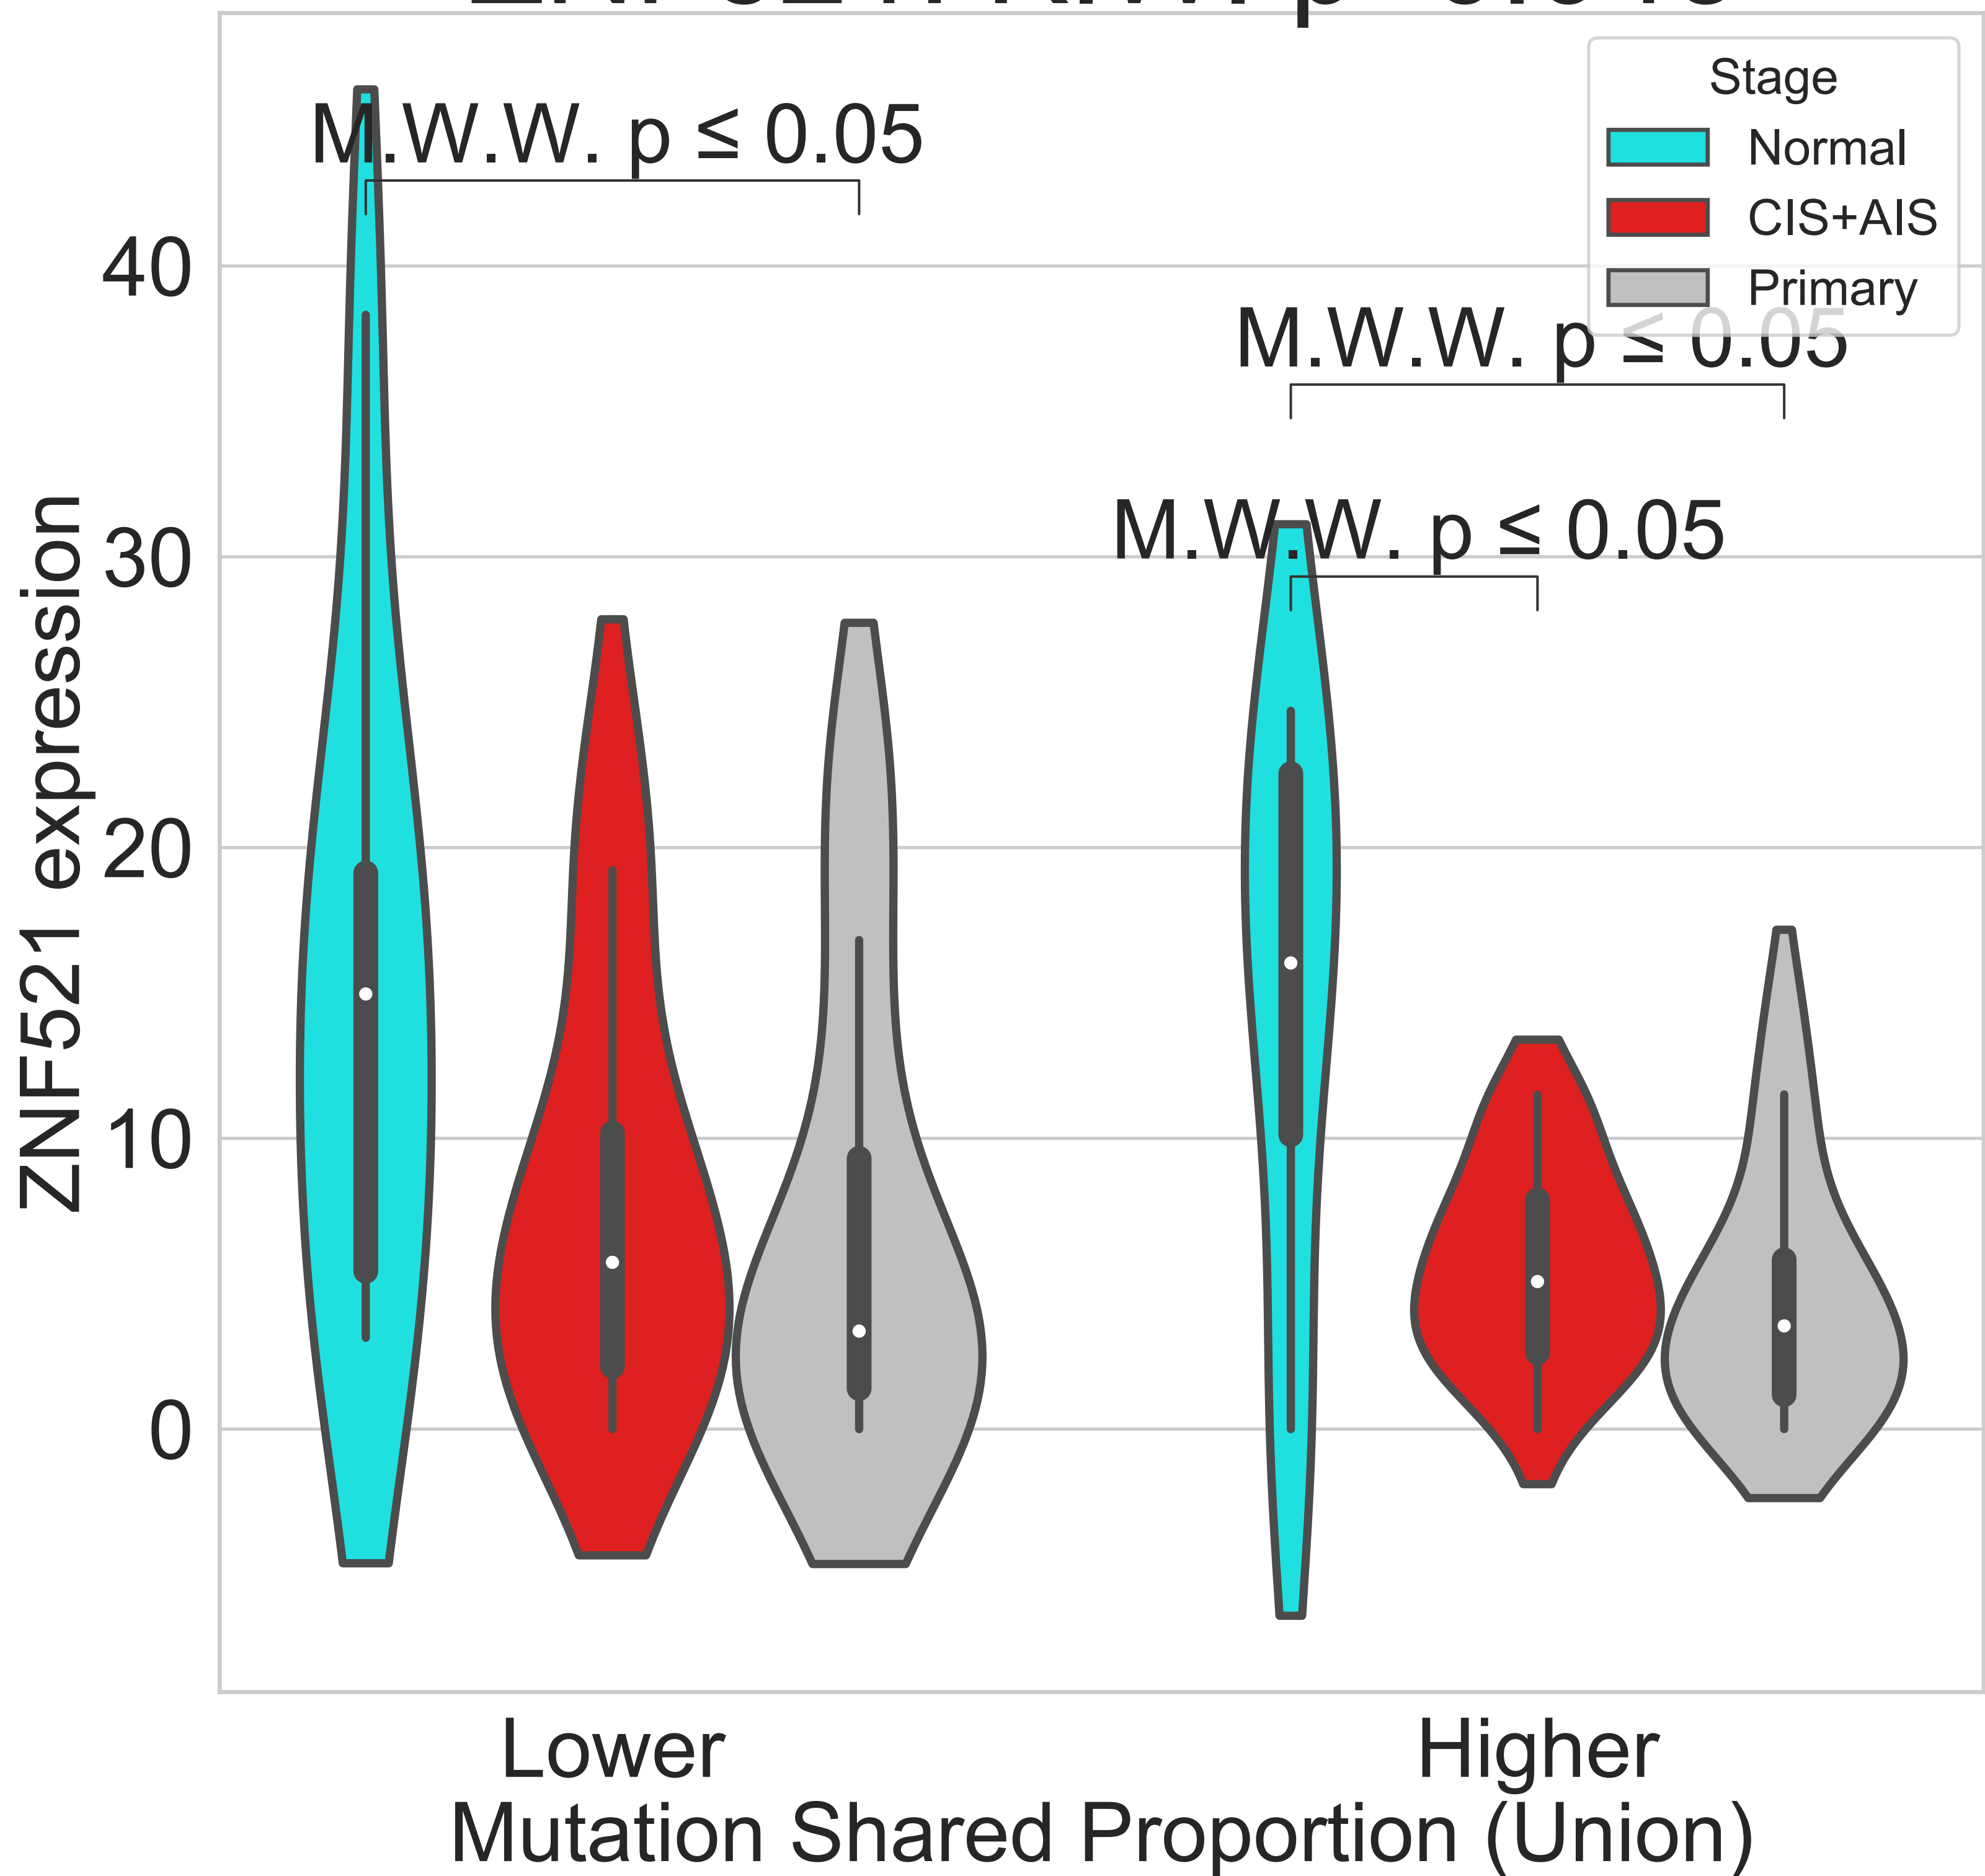 M.W.W. p ≤ 0.05
Stage
Normal
CIS+AIS
Primary
M.W.W. p ≤ 0.05
M.W.W. p ≤ 0.05
40
30
20
10
0
ZNF521 expression
Lower
Higher
Mutation Shared Proportion (Union)